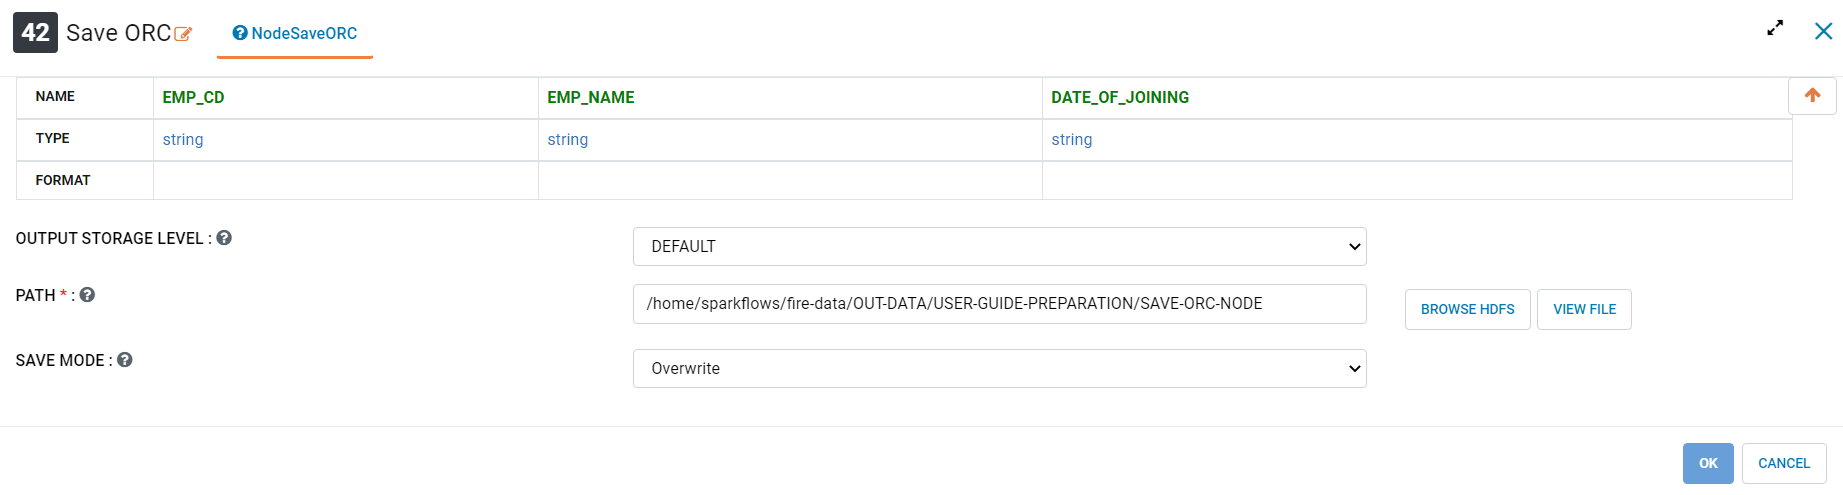 42 Save ORC NodeSaveORC
NAME EMP_CD EMP_NAME DATE_OF_JOINING
TYPE string string string
FORMAT
OUTPUT STORAGE LEVEL : DEFAULT
PATH * : /home/sparkflows/fire-data/OUT-DATA/USER-GUIDE-PREPARATION/SAVE-ORC-NODE BROWSE HDFS VIEW FILE
SAVE MODE : Overwrite
OK CANCEL